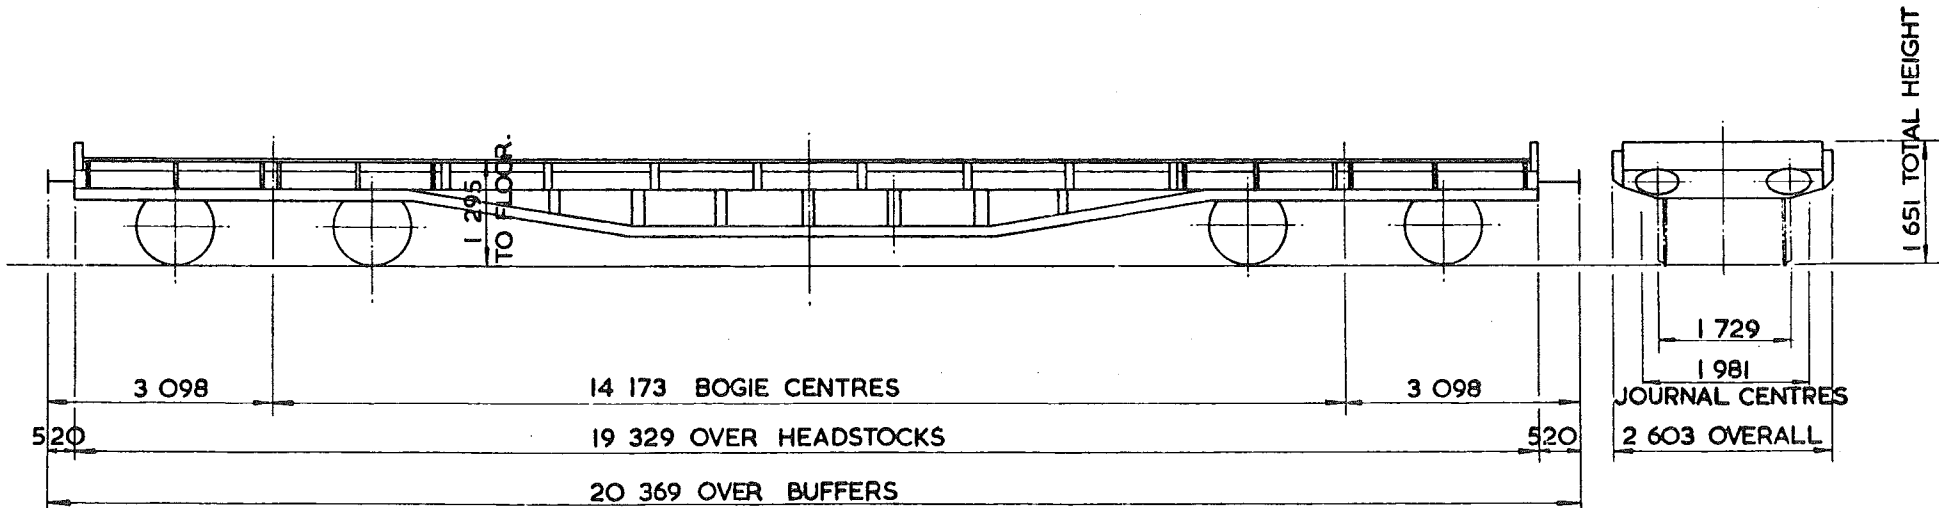 1 651 TOTAL HEIGHT
1 295
TO FLOOR.
1 729
1 981
JOURNAL CENTRES
3 098
14 173 BOGIE CENTRES
3 098
520
19 329 OVER HEADSTOCKS
520
2 603 OVERALL
20 369 OVER BUFFERS